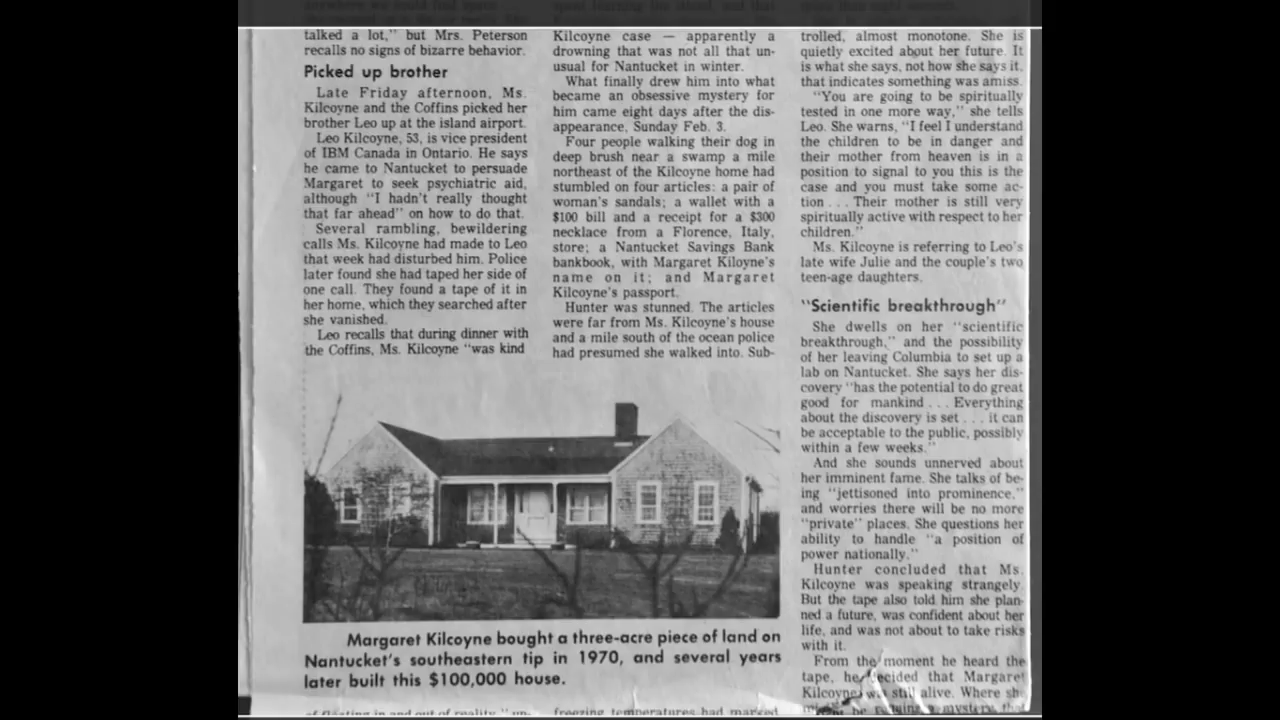 talked a lot," but Mrs. Peterson
recalls no signs of bizarre behavior.
Picked up brother
Late Friday afternoon, Ms.
Kilcoyne and the Coffins picked her
brother Leo up at the island airport.
Leo Kilcoyne, 53, is vice president
of IBM Canada in Ontario. He says
he came to Nantucket to persuade
Margaret to seek psychiatric aid,
although "I hadn't really thought
that far ahead" on how to do that.
Several rambling, bewildering
calls Ms. Kilcoyne had made to Leo
that week had disturbed him. Police
later found she had taped her side of
one call. They found a tape of it in
her home, which they searched after
she vanished.
Leo recalls that during dinner with
the Coffins, Ms. Kilcoyne "was kind
Kilcoyne case — apparently a
drowning that was not all that un-
usual for Nantucket in winter.
What finally drew him into what
became an obsessive mystery for
him came eight days after the dis-
appearance, Sunday Feb. 3.
Four people walking their dog in
deep brush near a swamp a mile
northeast of the Kilcoyne home had
stumbled on four articles: a pair of
woman's sandals; a wallet with a
$100 bill and a receipt for a $300
necklace from a Florence, Italy,
store; a Nantucket Savings Bank
bankbook, with Margaret Kiloyne's
name on it; and Margaret
Kilcoyne's passport.
Hunter was stunned. The articles
were far from Ms. Kilcoyne's house
and a mile south of the ocean police
had presumed she walked into. Sub-
Margaret Kilcoyne bought a three-acre piece of land on
Nantucket's southeastern tip in 1970, and several years
later built this $100,000 house.
trolled, almost monotone. She is
quietly excited about her future. It
is what she says, not how she says it,
that indicates something was amiss.
"You are going to be spiritually
tested in one more way," she tells
Leo. She warns, "I feel I understand
the children to be in danger and
their mother from heaven is in a
position to signal to you this is the
case and you must take some ac-
tion . . . Their mother is still very
spiritually active with respect to her
children."
Ms. Kilcoyne is referring to Leo's
late wife Julie and the couple's two
teen-age daughters.
"Scientific breakthrough"
She dwells on her "scientific
breakthrough," and the possibility
of her leaving Columbia to set up a
lab on Nantucket. She says her dis-
covery "has the potential to do great
good for mankind . . . Everything
about the discovery is set . . . it can
be acceptable to the public, possibly
within a few weeks."
And she sounds unnerved about
her imminent fame. She talks of be-
ing "jettisoned into prominence,"
and worries there will be no more
"private" places. She questions her
ability to handle "a position of
power nationally."
Hunter concluded that Ms.
Kilcoyne was speaking strangely.
But the tape also told him she plan-
ned a future, was confident about her
life, and was not about to take risks
with it.
From the moment he heard the
tape, he decided that Margaret
Kilcoyne was still alive. Where she